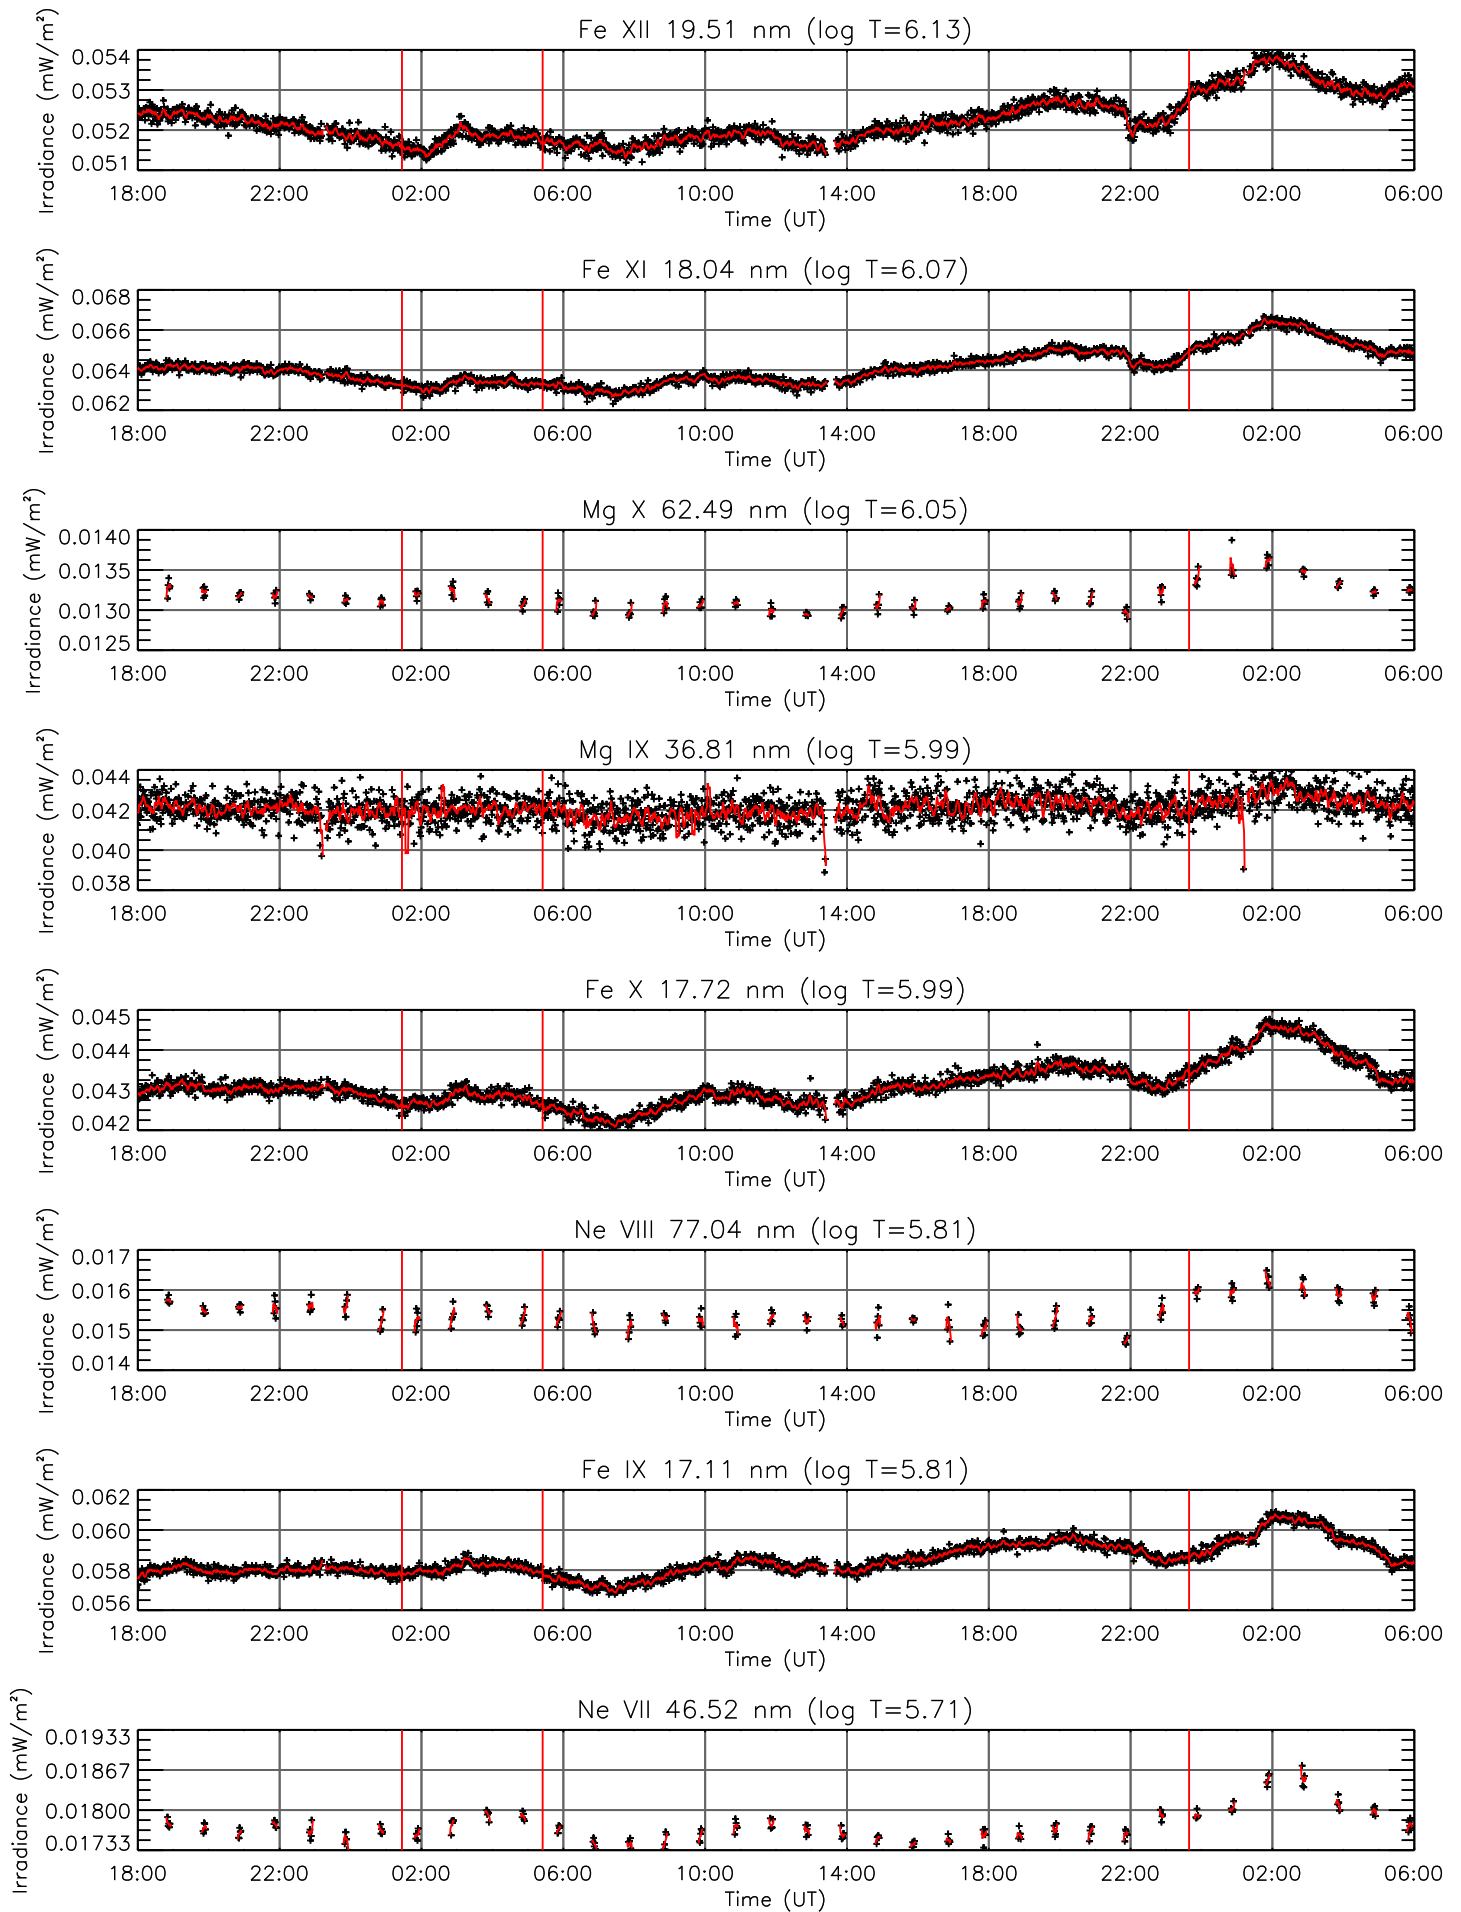 Fe XII 19.51 nm (log T=6.13)
Irradiance (mW/m²)
0.054
0.053
0.052
0.051
18:00 22:00 02:00 06:00 10:00 14:00 18:00 22:00 02:00 06:00
Time (UT)
Fe XI 18.04 nm (log T=6.07)
Irradiance (mW/m²)
0.068
0.066
0.064
0.062
18:00 22:00 02:00 06:00 10:00 14:00 18:00 22:00 02:00 06:00
Time (UT)
Mg X 62.49 nm (log T=6.05)
Irradiance (mW/m²)
0.0140
0.0135
0.0130
0.0125
18:00 22:00 02:00 06:00 10:00 14:00 18:00 22:00 02:00 06:00
Time (UT)
Mg IX 36.81 nm (log T=5.99)
Irradiance (mW/m²)
0.044
0.042
0.040
0.038
18:00 22:00 02:00 06:00 10:00 14:00 18:00 22:00 02:00 06:00
Time (UT)
Fe X 17.72 nm (log T=5.99)
Irradiance (mW/m²)
0.045
0.044
0.043
0.042
18:00 22:00 02:00 06:00 10:00 14:00 18:00 22:00 02:00 06:00
Time (UT)
Ne VIII 77.04 nm (log T=5.81)
Irradiance (mW/m²)
0.017
0.016
0.015
0.014
18:00 22:00 02:00 06:00 10:00 14:00 18:00 22:00 02:00 06:00
Time (UT)
Fe IX 17.11 nm (log T=5.81)
Irradiance (mW/m²)
0.062
0.060
0.058
0.056
18:00 22:00 02:00 06:00 10:00 14:00 18:00 22:00 02:00 06:00
Time (UT)
Ne VII 46.52 nm (log T=5.71)
Irradiance (mW/m²)
0.01933
0.01867
0.01800
0.01733
18:00 22:00 02:00 06:00 10:00 14:00 18:00 22:00 02:00 06:00
Time (UT)